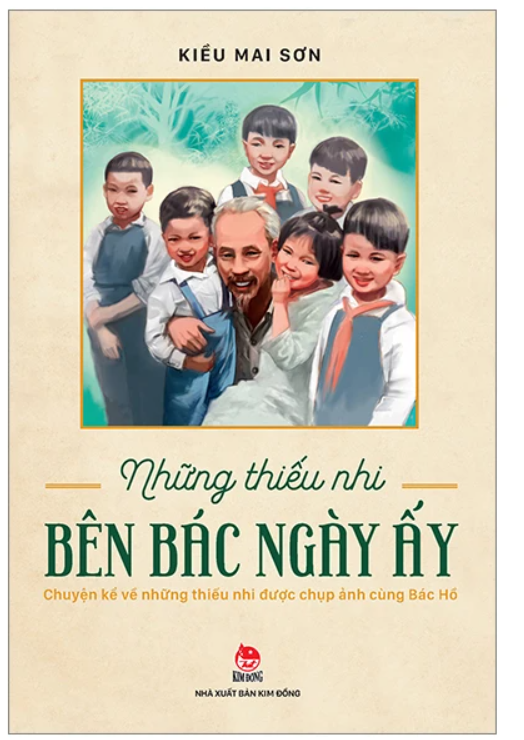 KIỀU MAI SƠN
Những thiếu nhi
BÊN BÁC NGÀY ẤY
Chuyện kể về những thiếu nhi được chụp ảnh cùng Bác Hồ
KIM ĐỒNG
NHÀ XUẤT BẢN KIM ĐỒNG